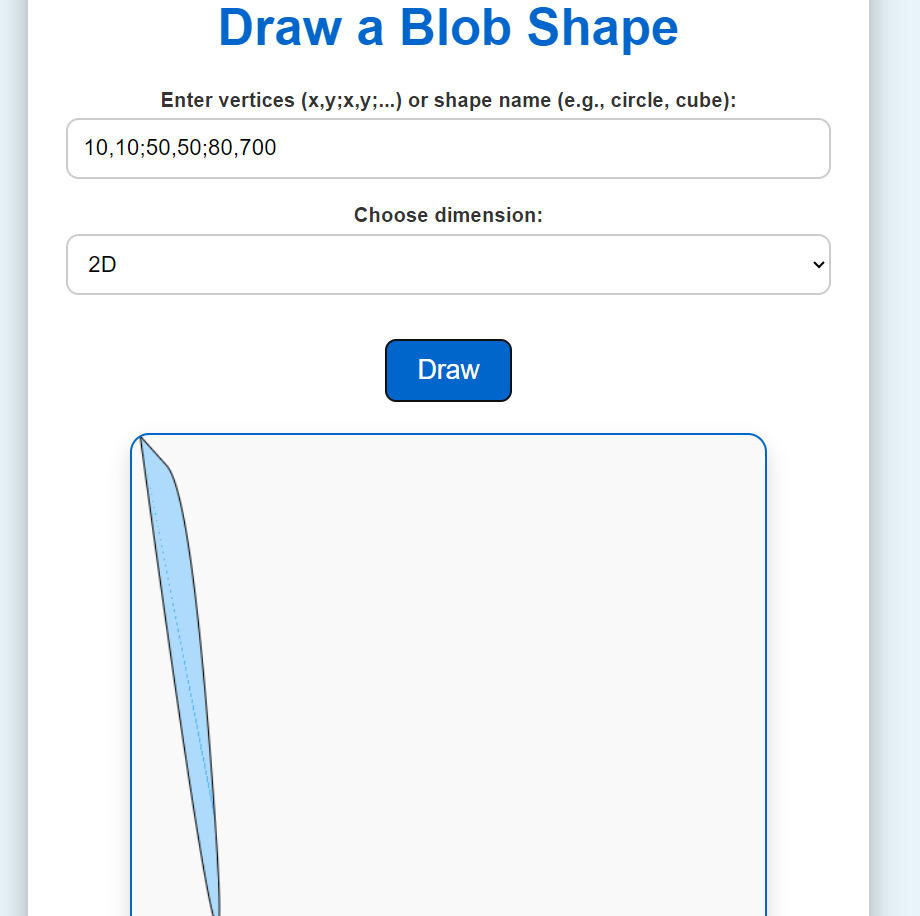 Draw a Blob Shape
Enter vertices (x,y;x,y;...) or shape name (e.g., circle, cube):
10,10;50,50;80,700
Choose dimension:
2D
Draw